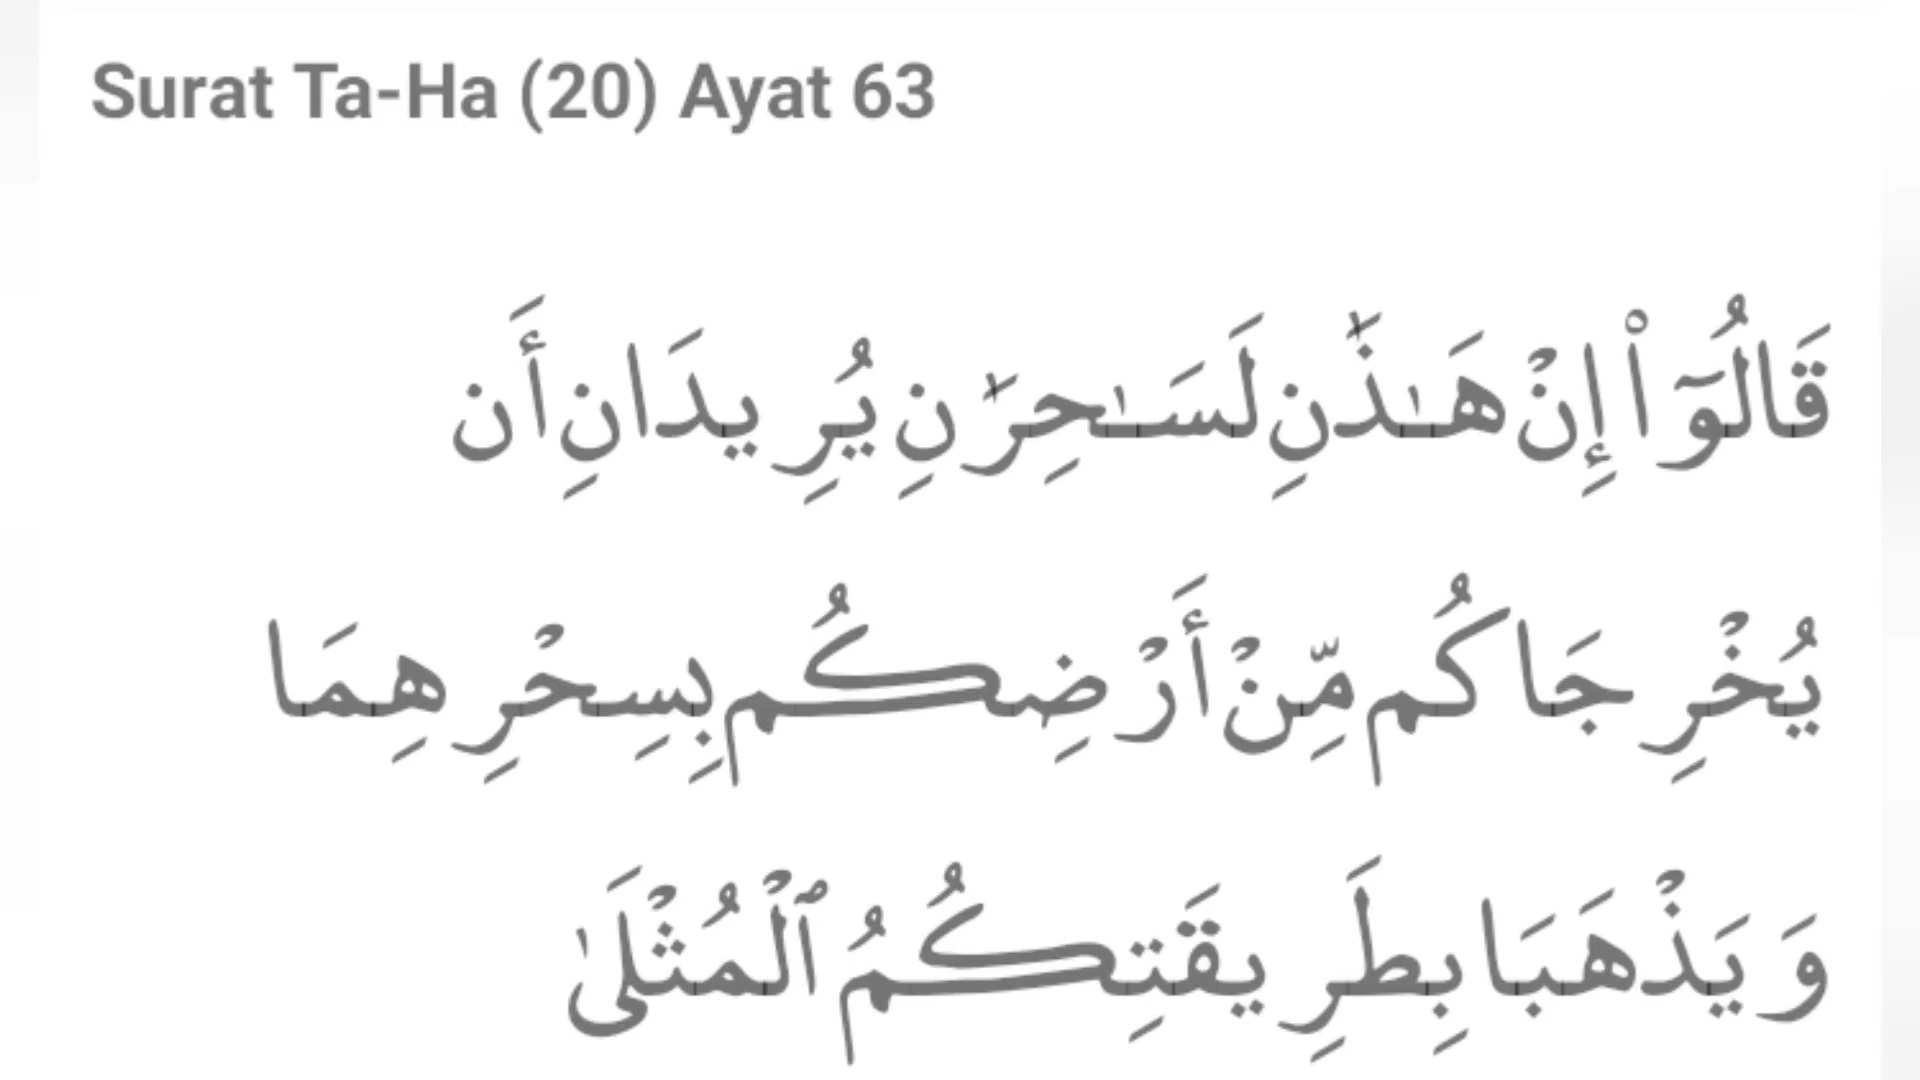 Surat Ta-Ha (20) Ayat 63
قَالُوٓا۟ إِنْ هَـٰذَٰنِ لَسَـٰحِرَٰنِ يُرِيدَانِ أَن
يُخْرِجَاكُم مِّنْ أَرْضِكُم بِسِحْرِهِمَا
وَيَذْهَبَا بِطَرِيقَتِكُمُ ٱلْمُثْلَىٰ